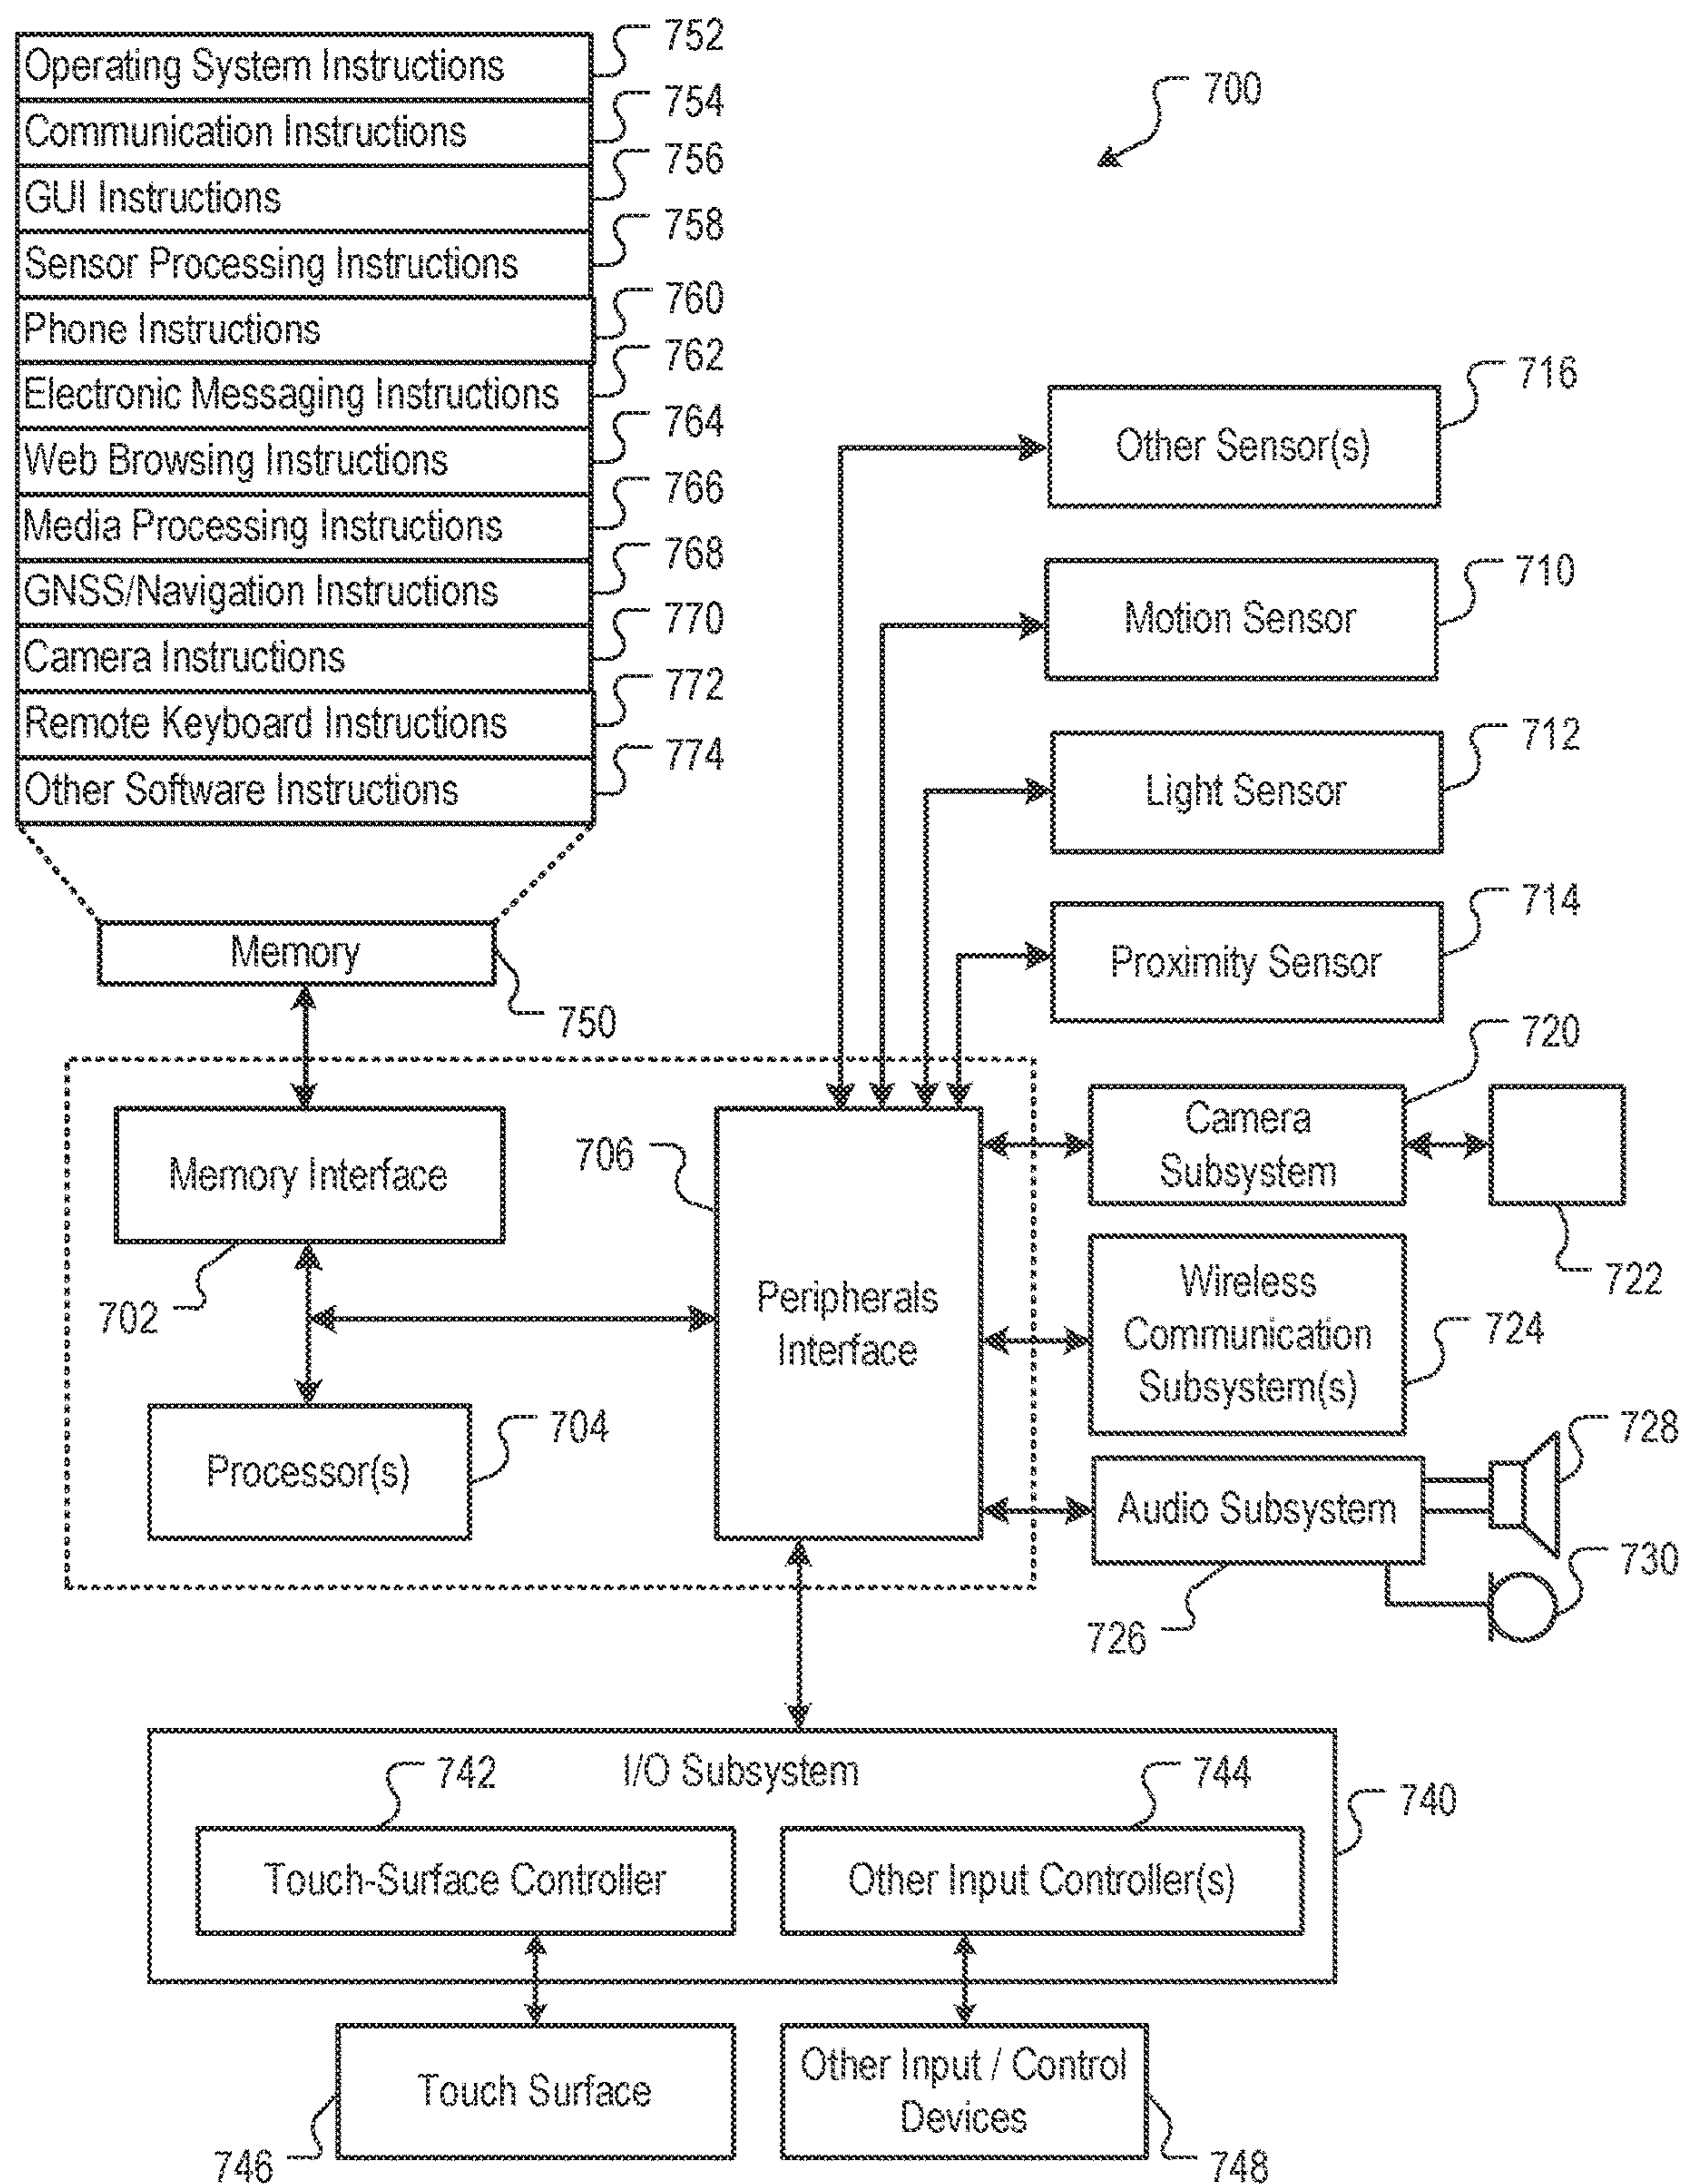 752
Operating System Instructions
700
754
Communication Instructions
756
GUI Instructions
758
Sensor Processing Instructions
760
Phone Instructions
762
Electronic Messaging Instructions
764
Web Browsing Instructions
766
Media Processing Instructions
768
GNSS/Navigation Instructions
770
Camera Instructions
772
Remote Keyboard Instructions
774
Other Software Instructions
Memory
750
716
Other Sensor(s)
710
Motion Sensor
712
Light Sensor
714
Proximity Sensor
720
Camera
Subsystem
722
Memory Interface
702
706
Peripherals
Interface
Wireless
Communication
Subsystem(s)
724
704
Processor(s)
728
Audio Subsystem
730
726
I/O Subsystem
742
744
740
Touch-Surface Controller
Other Input Controller(s)
Touch Surface
746
Other Input / Control
Devices
748